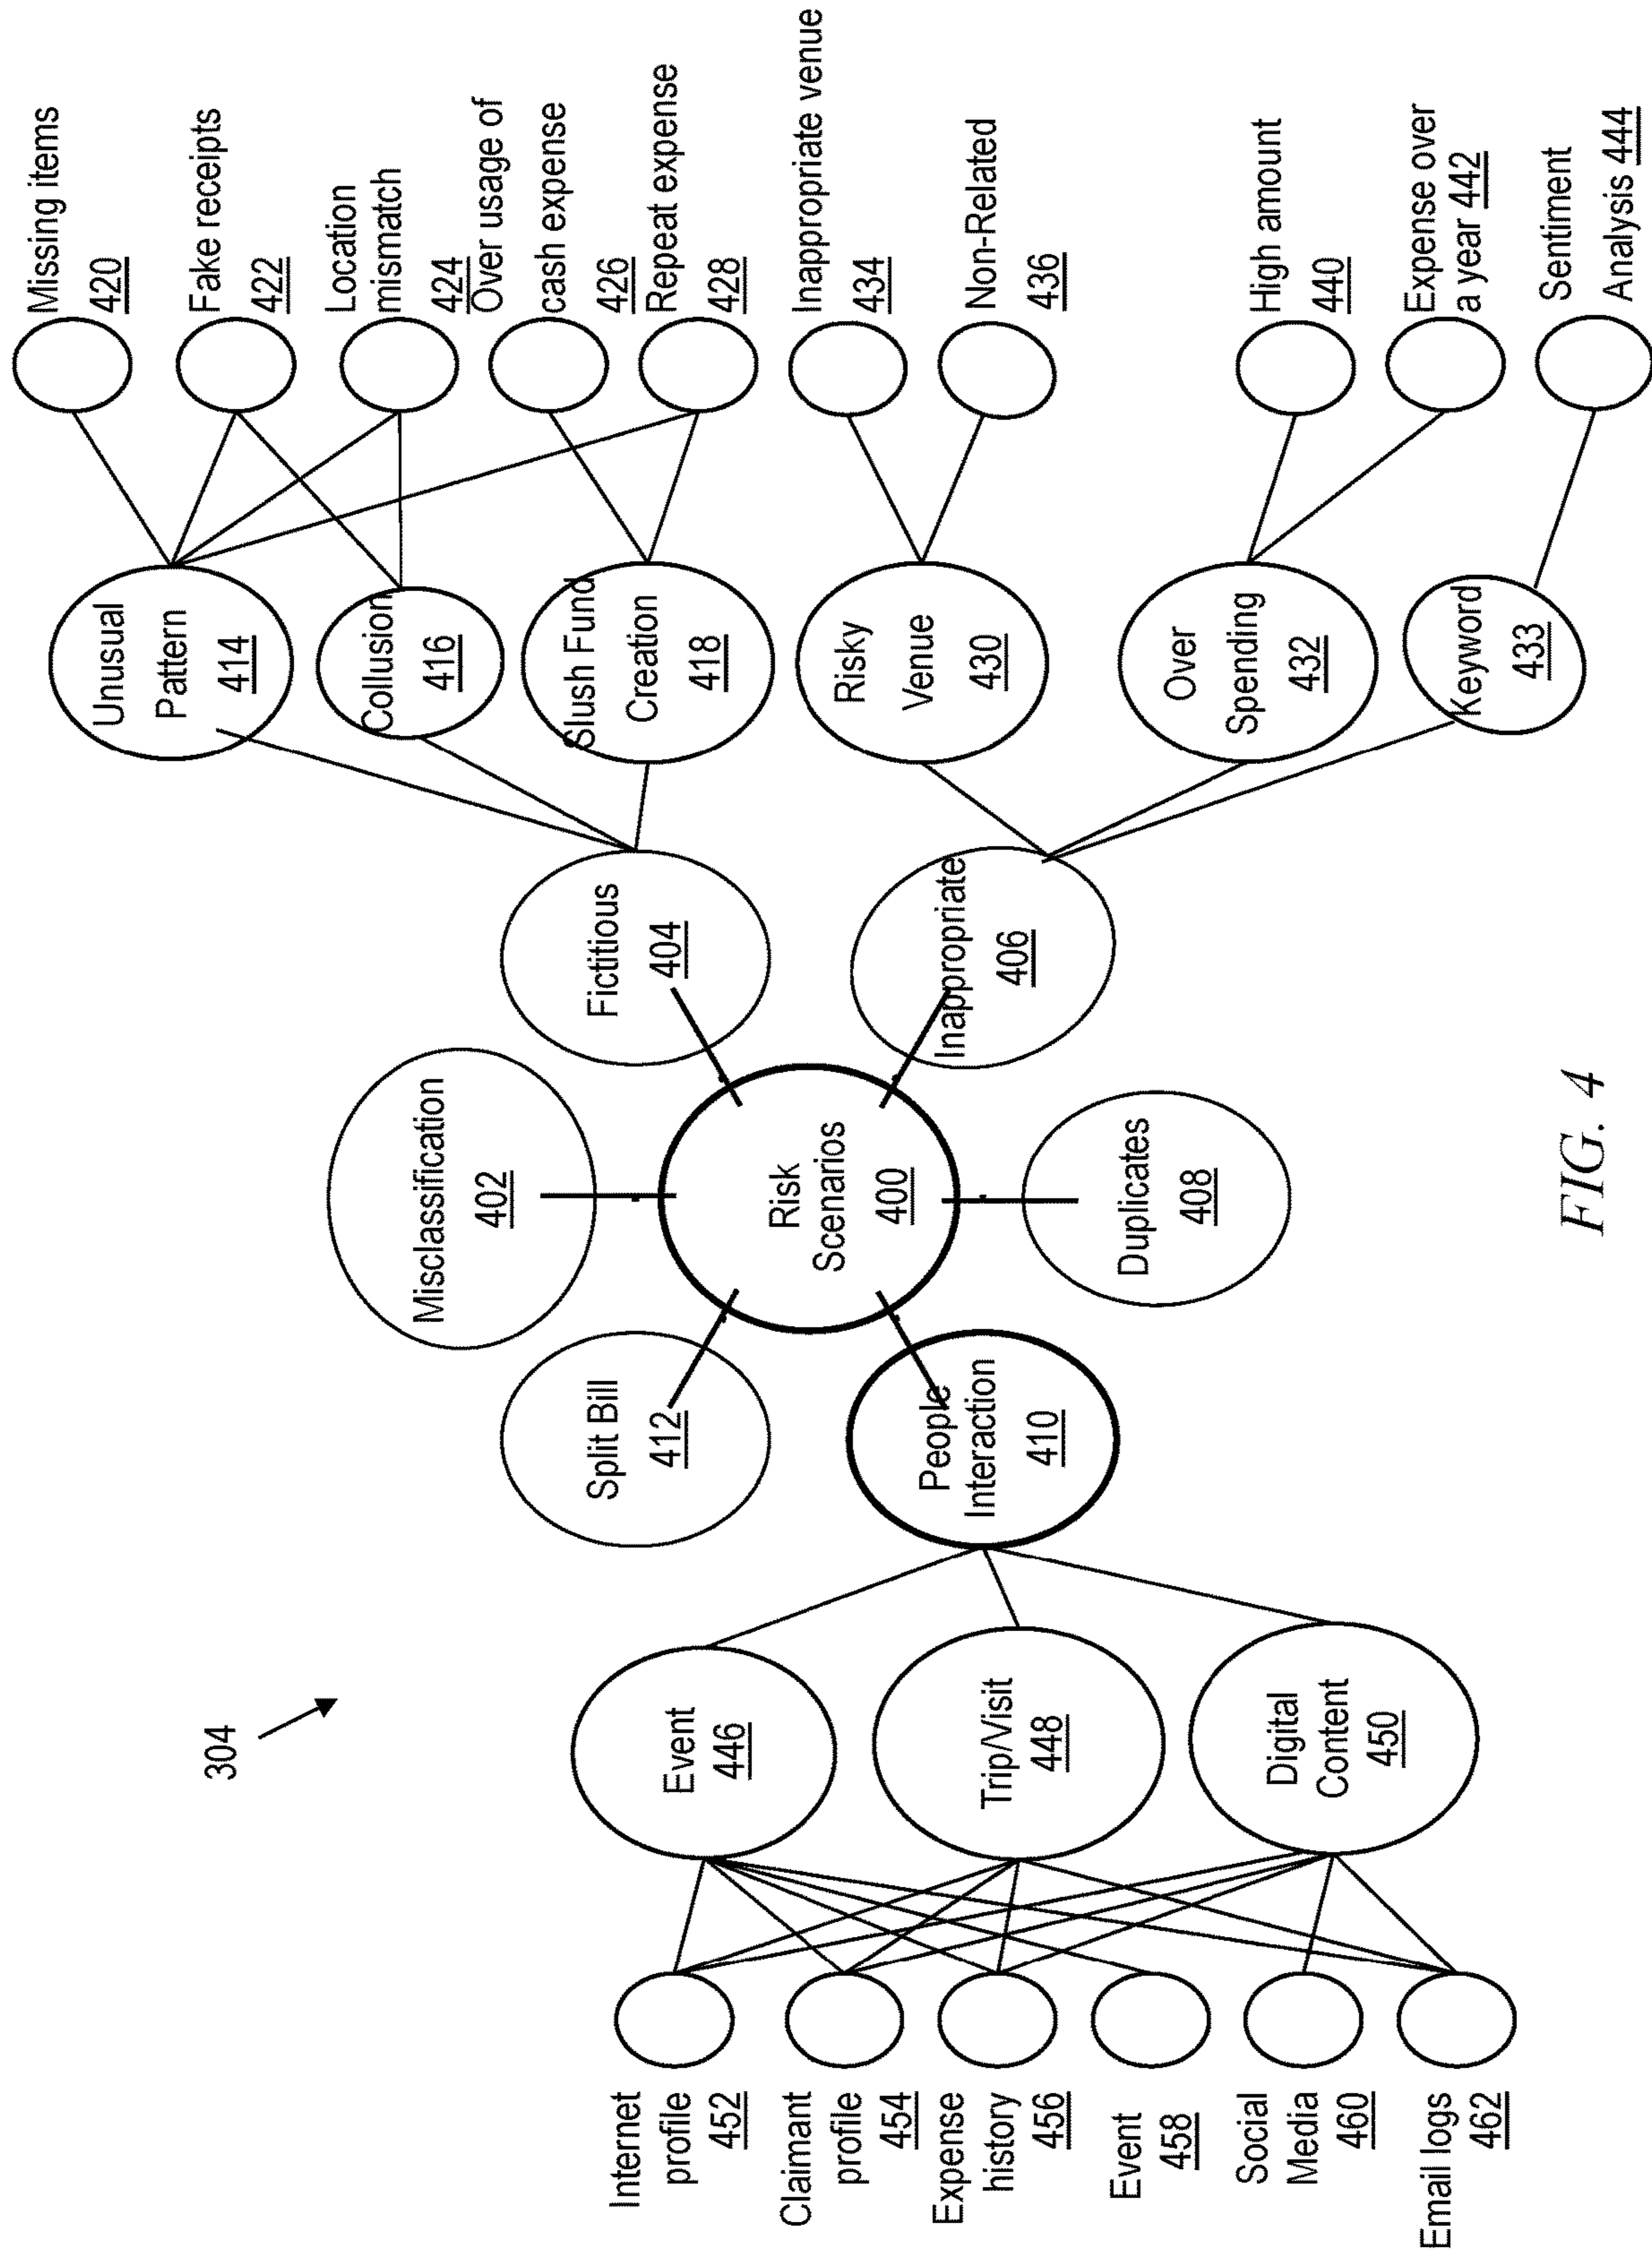 304
Internet
profile
452
Claimant
profile
454
Expense
history
456
Event
458
Social
Media
460
Email logs
462
Event
446
Trip/Visit
448
Digital
Content
450
Split Bill
412
People
Interaction
410
Misclassification
402
Risk
Scenarios
400
Duplicates
408
Fictitious
404
Inappropriate
406
Unusual
Pattern
414
Collusion
416
Slush Fund
Creation
418
Risky
Venue
430
Over
Spending
432
Keyword
433
Missing items
420
Fake receipts
422
Location
mismatch
424
Over usage of
cash expense
426
Repeat expense
428
Inappropriate venue
434
Non-Related
436
High amount
440
Expense over
a year 442
Sentiment
Analysis 444
FIG. 4